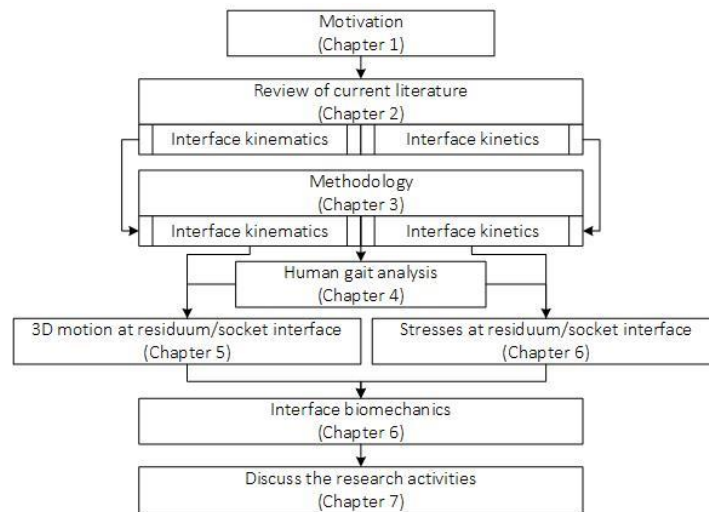 Motivation
(Chapter 1)
Review of current literature
(Chapter 2)
Interface kinematics
Interface kinetics
Methodology
(Chapter 3)
Interface kinematics
Interface kinetics
Human gait analysis
(Chapter 4)
3D motion at residuum/socket interface
(Chapter 5)
Stresses at residuum/socket interface
(Chapter 6)
Interface biomechanics
(Chapter 6)
Discuss the research activities
(Chapter 7)